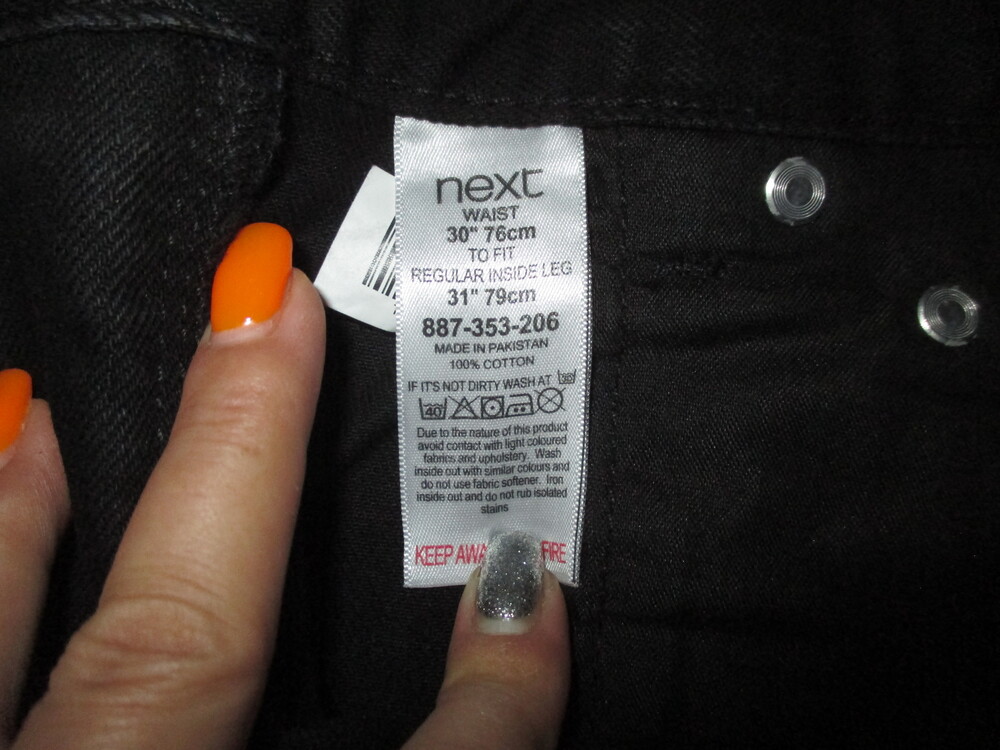 next
WAIST
30" 76cm
TO FIT
REGULAR INSIDE LEG
31" 79cm
887-353-206
MADE IN PAKISTAN
100% COTTON
IF IT'S NOT DIRTY WASH AT 30°
40°
Due to the nature of this product
avoid contact with light coloured
fabrics and upholstery. Wash
inside out with similar colours and
do not use fabric softener. Iron
inside out and do not rub isolated
stains
KEEP AWA FIRE